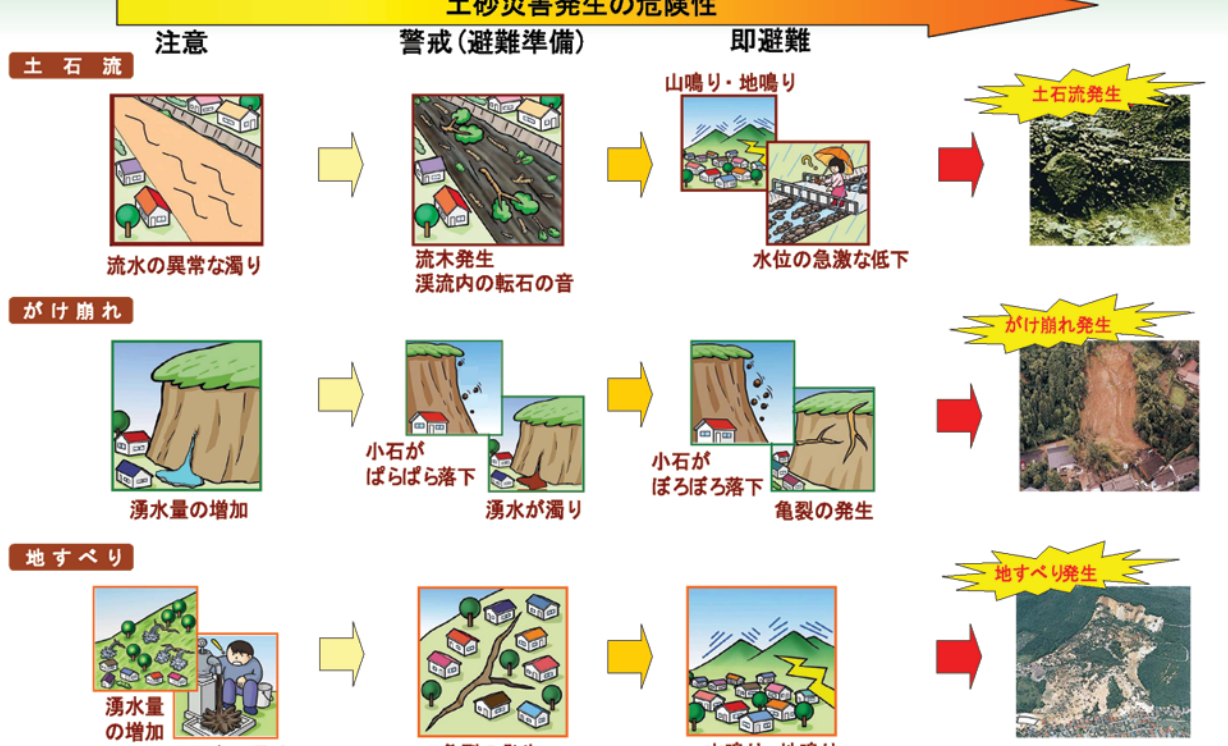 土砂災害発生の危険性
注意
警戒(避難準備)
即避難
土石流
流水の異常な濁り
流木発生
渓流内の転石の音
山鳴り・地鳴り
水位の急激な低下
土石流発生
がけ崩れ
湧水量の増加
小石が
ぱらぱら落下
湧水が濁り
小石が
ぼろぼろ落下
亀裂の発生
がけ崩れ発生
地すべり
湧水量
の増加
地すべり発生